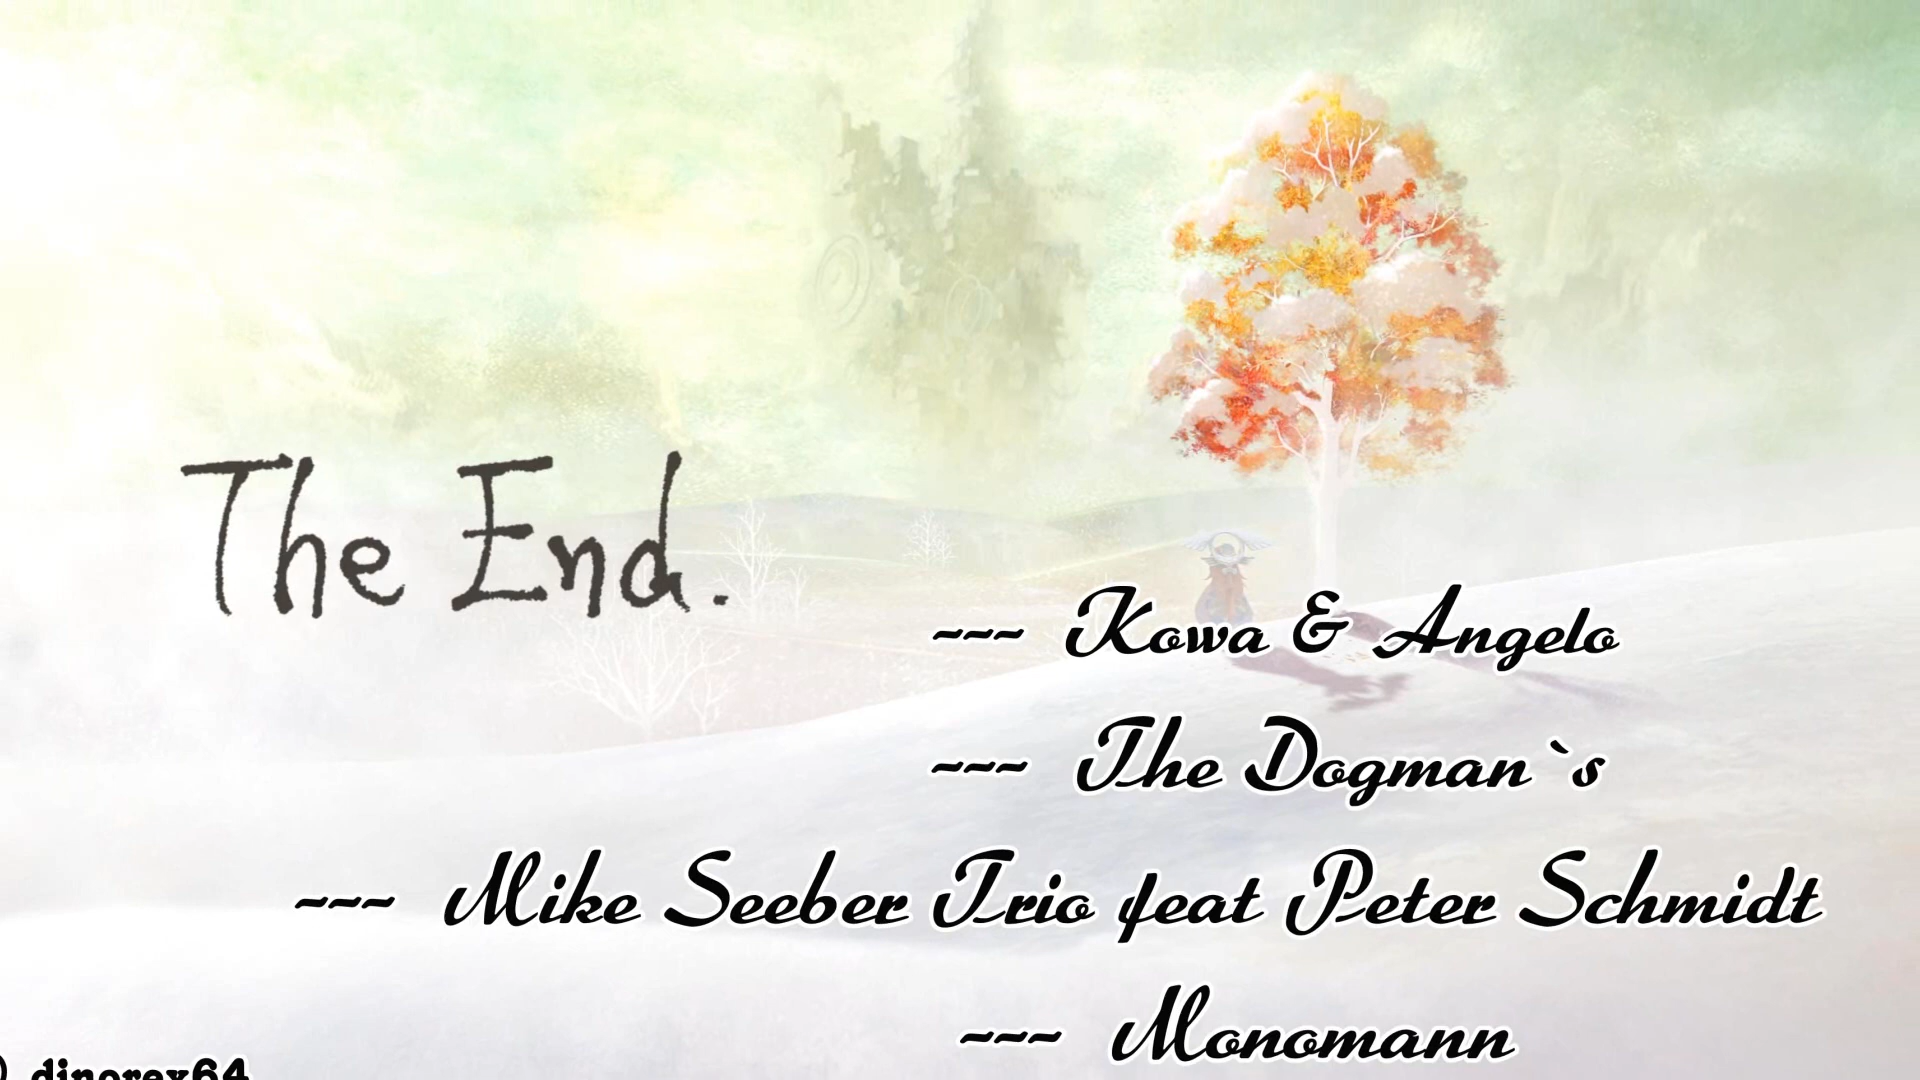 The End.
--- Kowa & Angelo
--- The Dogman`s
--- Mike Seeber Trio feat Peter Schmidt
--- Monomann
dinorex64